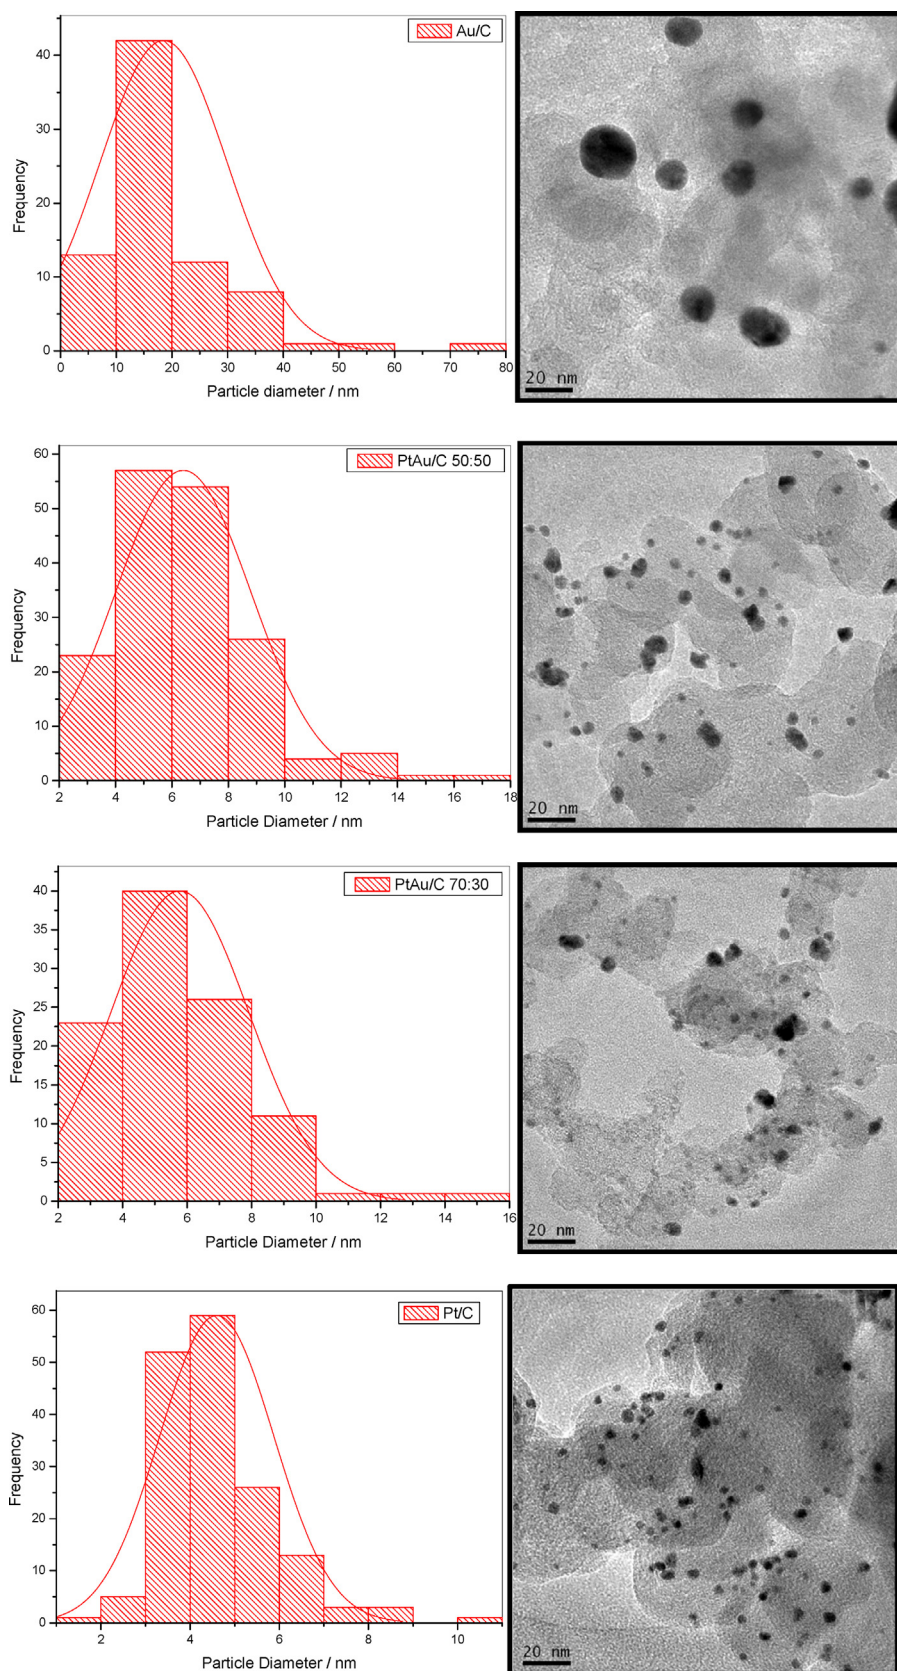 Au/C
40
30
20
10
0
Frequency
0 10 20 30 40 50 60 70 80
Particle diameter / nm
20 nm
PtAu/C 50:50
60
50
40
30
20
10
0
Frequency
2 4 6 8 10 12 14 16 18
Particle Diameter / nm
20 nm
PtAu/C 70:30
40
35
30
25
20
15
10
5
0
Frequency
2 4 6 8 10 12 14 16
Particle Diameter / nm
20 nm
Pt/C
60
50
40
30
20
10
0
Frequency
2 4 6 8 10
Particle Diameter / nm
20 nm